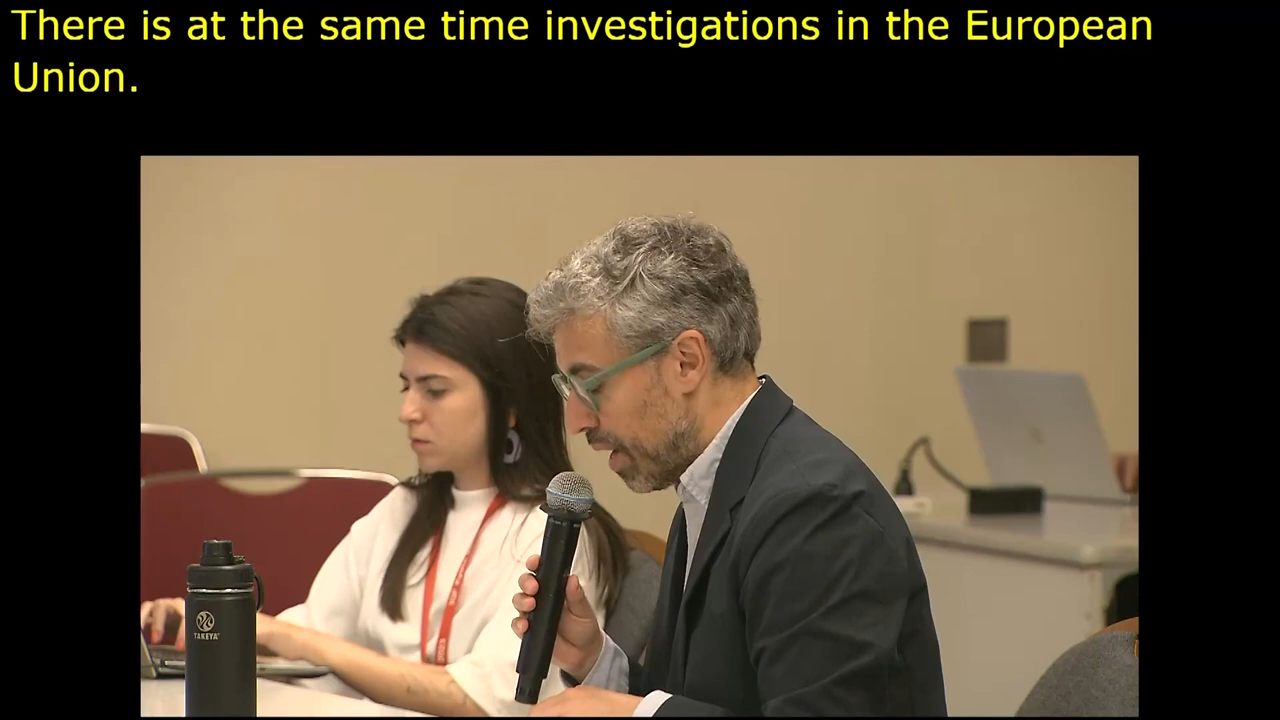 There is at the same time investigations in the European
Union.
TAKEYA